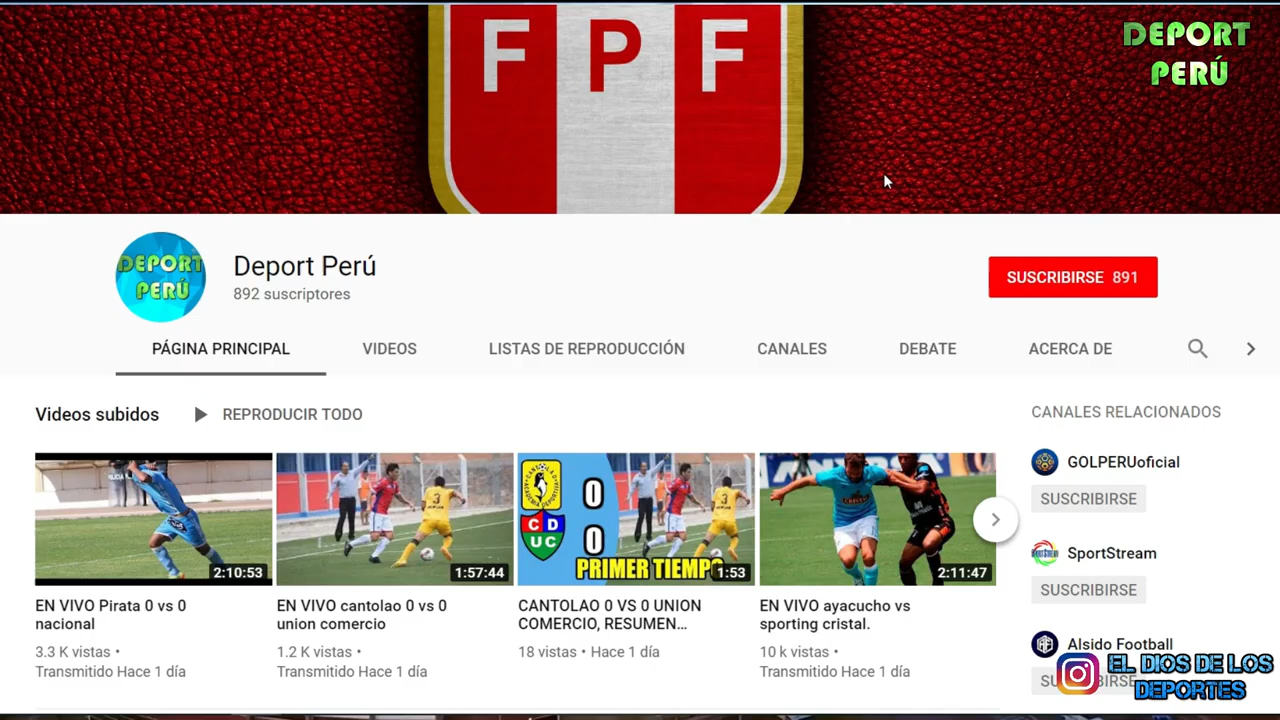 F P F
DEPORT
PERÚ
DEPORT
PERÚ
Deport Perú
892 suscriptores
SUSCRIBIRSE 891
PÁGINA PRINCIPAL
VIDEOS
LISTAS DE REPRODUCCIÓN
CANALES
DEBATE
ACERCA DE
Videos subidos
REPRODUCIR TODO
2:10:53
EN VIVO Pirata 0 vs 0
nacional
3.3 K vistas •
Transmitido Hace 1 día
3
1:57:44
EN VIVO cantolao 0 vs 0
union comercio
1.2 K vistas •
Transmitido Hace 1 día
0
C D
U C
0
3
PRIMER TIEMPO
1:53
CANTOLAO 0 VS 0 UNION
COMERCIO, RESUMEN...
18 vistas • Hace 1 día
2:11:47
EN VIVO ayacucho vs
sporting cristal.
10 k vistas •
Transmitido Hace 1 día
CANALES RELACIONADOS
GOLPERUoficial
SUSCRIBIRSE
SportStream
SUSCRIBIRSE
Alsido Football
SUSCRIBIRSE
EL DIOS DE LOS
DEPORTES